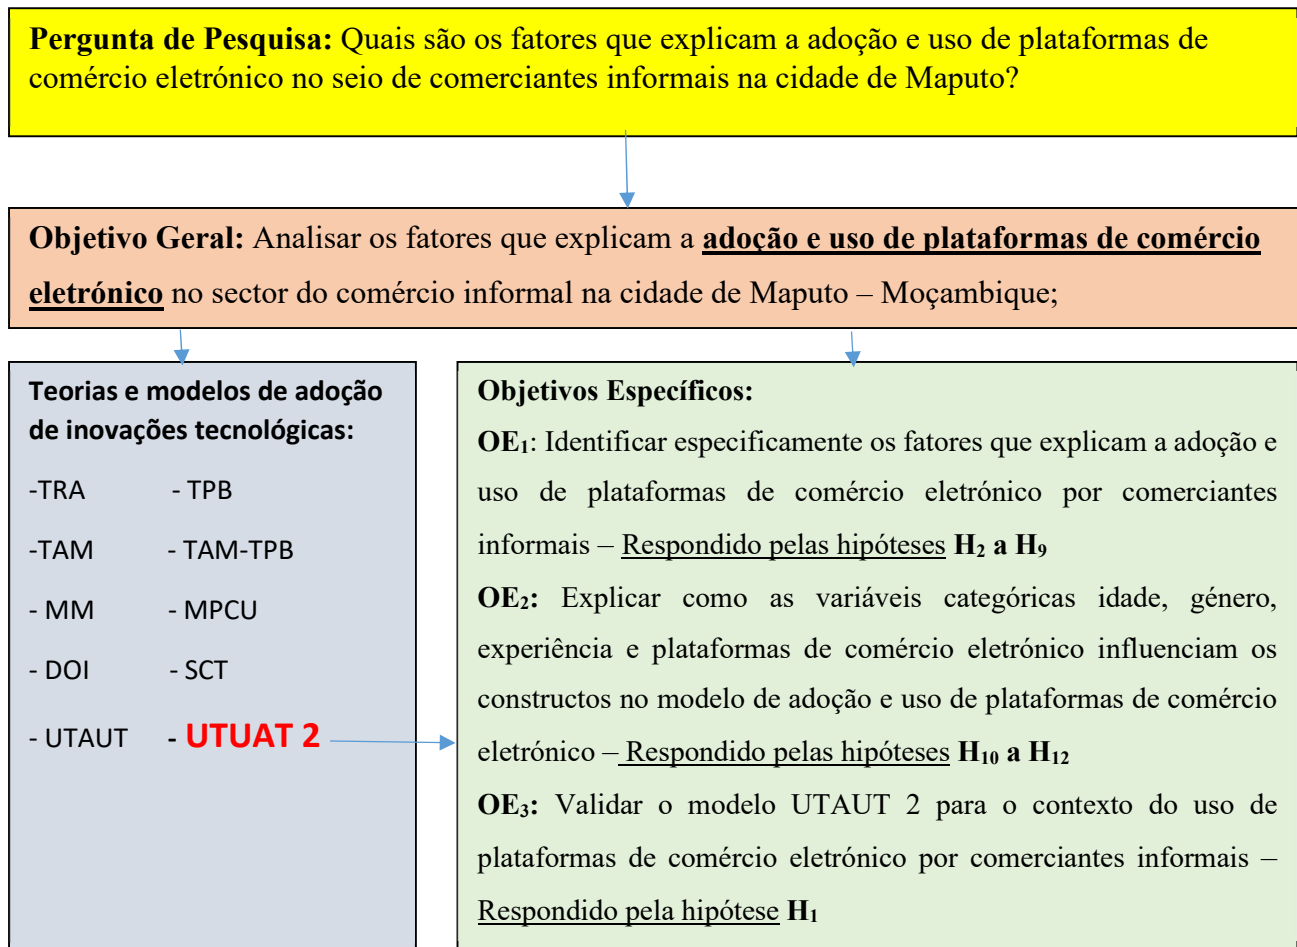 Pergunta de Pesquisa: Quais são os fatores que explicam a adoção e uso de plataformas de
comércio eletrónico no seio de comerciantes informais na cidade de Maputo?
Objetivo Geral: Analisar os fatores que explicam a adoção e uso de plataformas de comércio
eletrónico no sector do comércio informal na cidade de Maputo – Moçambique;
Teorias e modelos de adoção
de inovações tecnológicas:
-TRA - TPB
-TAM - TAM-TPB
- MM - MPCU
- DOI - SCT
- UTAUT - UTUAT 2
Objetivos Específicos:
OE1: Identificar especificamente os fatores que explicam a adoção e
uso de plataformas de comércio eletrónico por comerciantes
informais – Respondido pelas hipóteses H2 a H9
OE2: Explicar como as variáveis categóricas idade, género,
experiência e plataformas de comércio eletrónico influenciam os
constructos no modelo de adoção e uso de plataformas de comércio
eletrónico – Respondido pelas hipóteses H10 a H12
OE3: Validar o modelo UTAUT 2 para o contexto do uso de
plataformas de comércio eletrónico por comerciantes informais –
Respondido pela hipótese H1